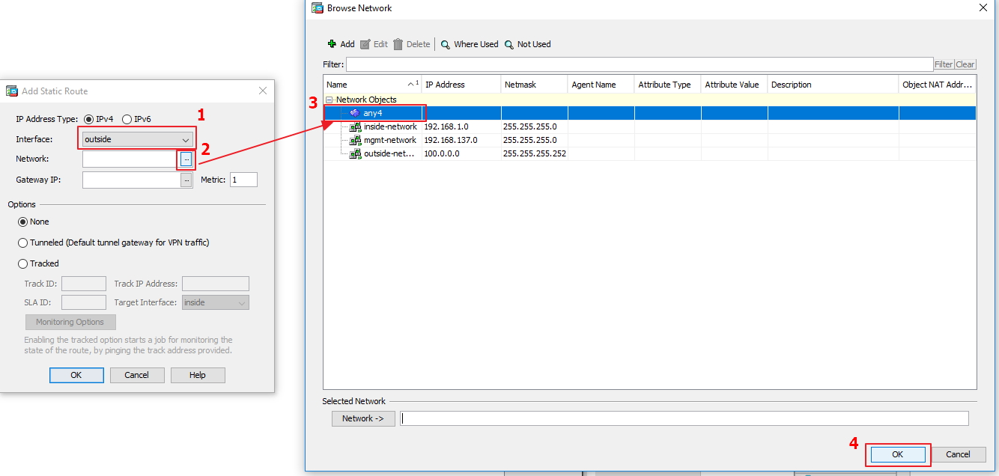 Add Static Route
IP Address Type: IPv4 IPv6
1
Interface: outside
2
Network: ...
Gateway IP: ... Metric: 1
Options
None
Tunneled (Default tunnel gateway for VPN traffic)
Tracked
Track ID: Track IP Address:
SLA ID: Target Interface: inside
Monitoring Options
Enabling the tracked option starts a job for monitoring the
state of the route, by pinging the track address provided.
OK Cancel Help
Browse Network
Add Edit Delete Where Used Not Used
Filter: Filter Clear
Name 1 IP Address Netmask Agent Name Attribute Type Attribute Value Description Object NAT Addr...
3
Network Objects
any4
inside-network 192.168.1.0 255.255.255.0
mgmt-network 192.168.137.0 255.255.255.0
outside-net... 100.0.0.0 255.255.255.252
Selected Network
Network ->
4
OK Cancel